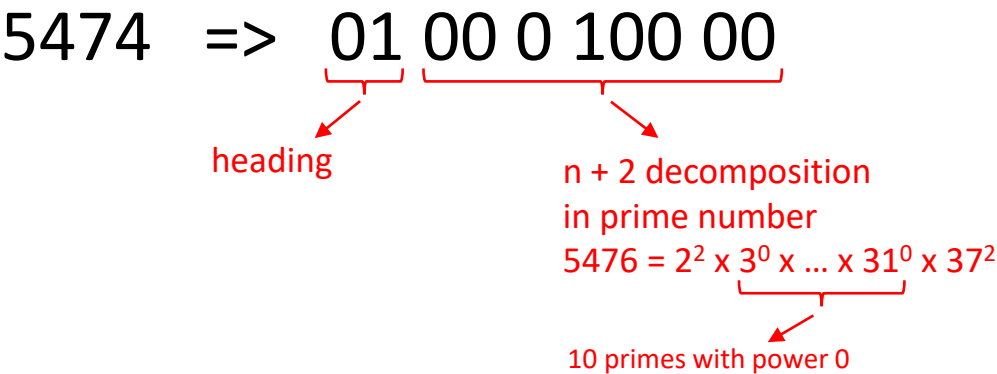 5474 => 01 00 0 100 00
heading
n + 2 decomposition
in prime number
5476 = 2² x 3⁰ x ... x 31⁰ x 37²
10 primes with power 0